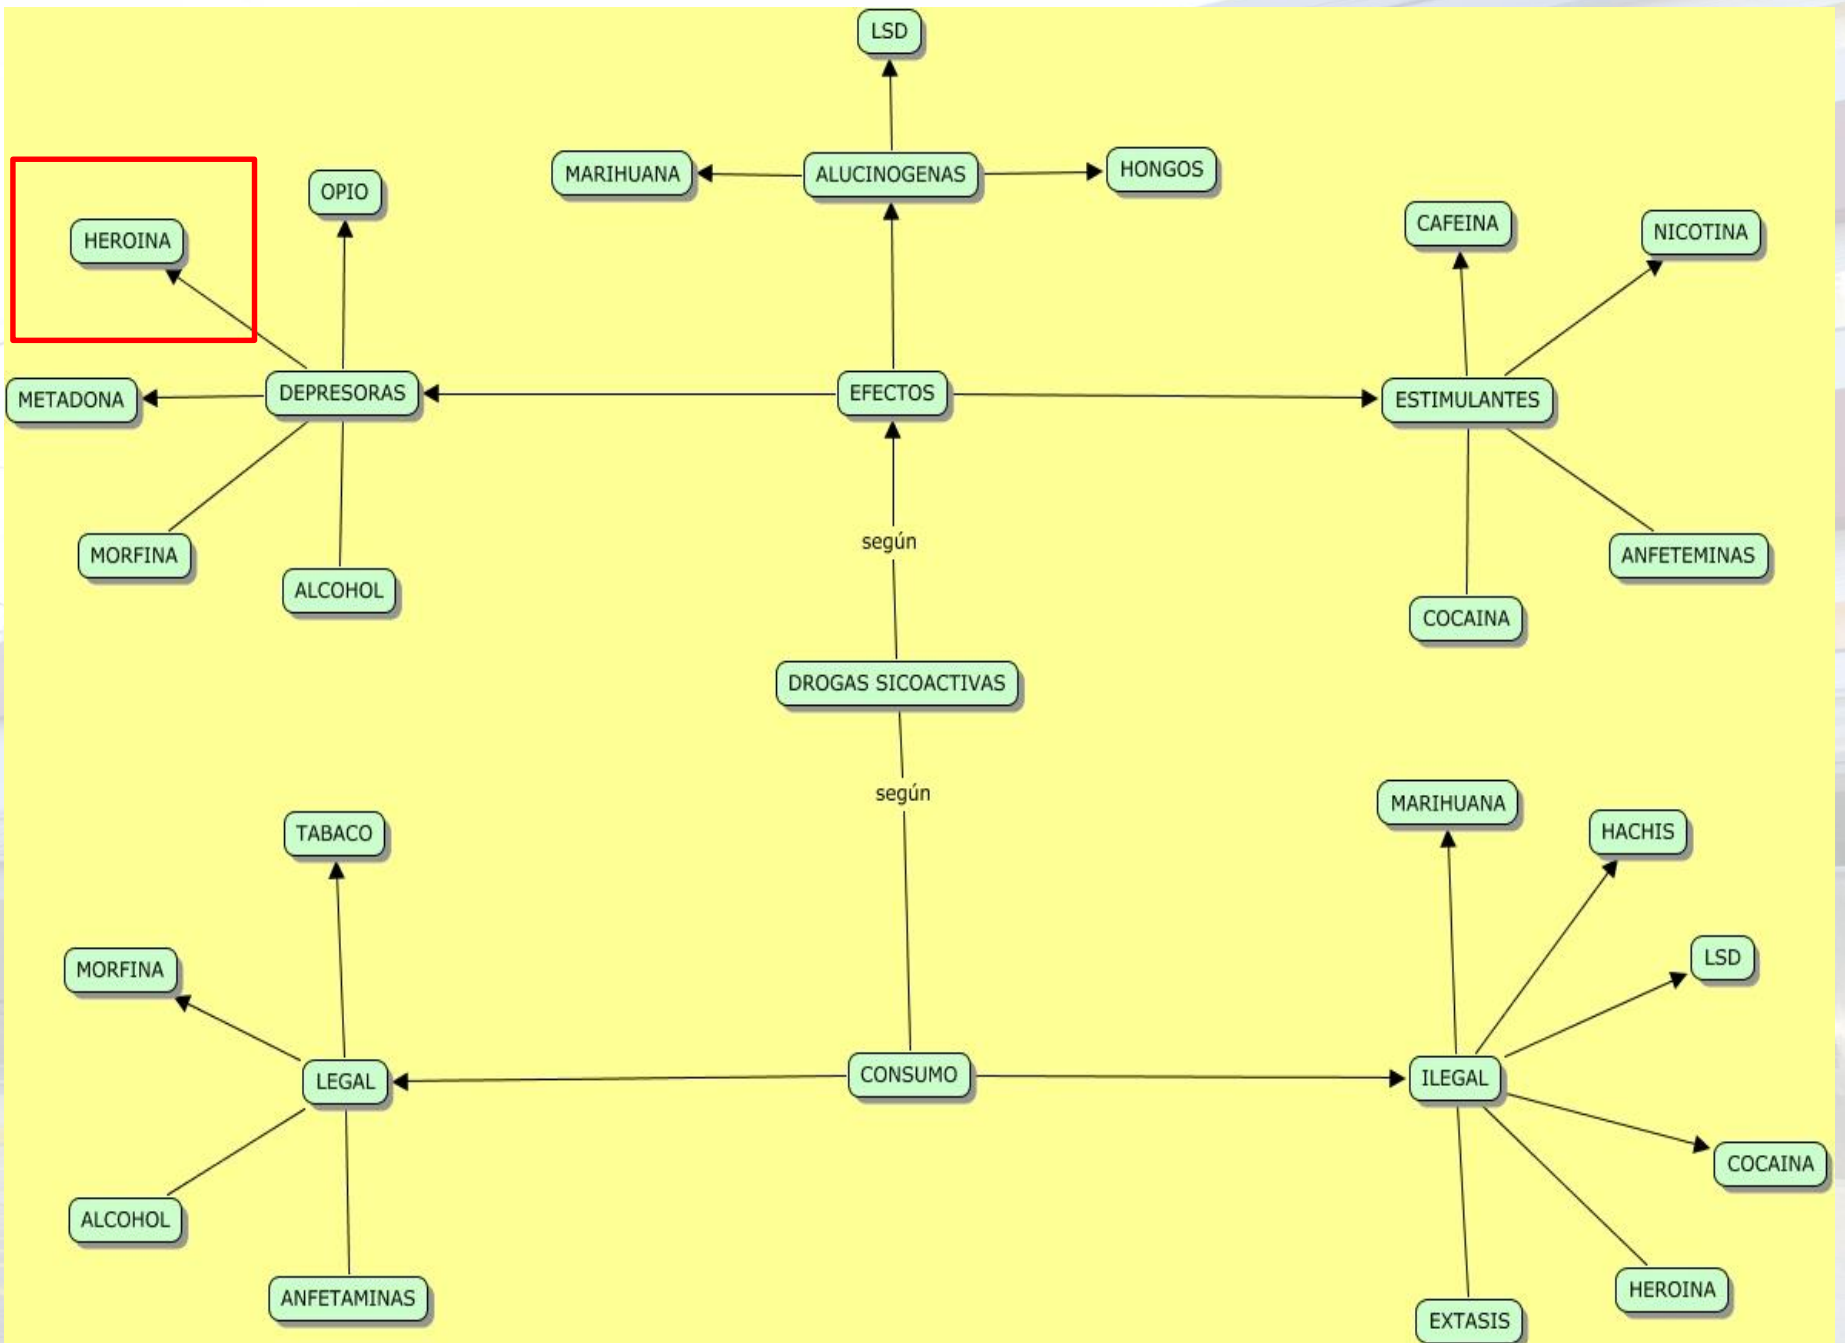 LSD
MARIHUANA
ALUCINOGENAS
HONGOS
OPIO
HEROINA
CAFEINA
NICOTINA
METADONA
DEPRESORAS
EFECTOS
ESTIMULANTES
MORFINA
ALCOHOL
según
ANFETEMINAS
COCAINA
DROGAS SICOACTIVAS
según
MARIHUANA
HACHIS
TABACO
LSD
MORFINA
LEGAL
CONSUMO
ILEGAL
COCAINA
ALCOHOL
HEROINA
ANFETAMINAS
EXTASIS